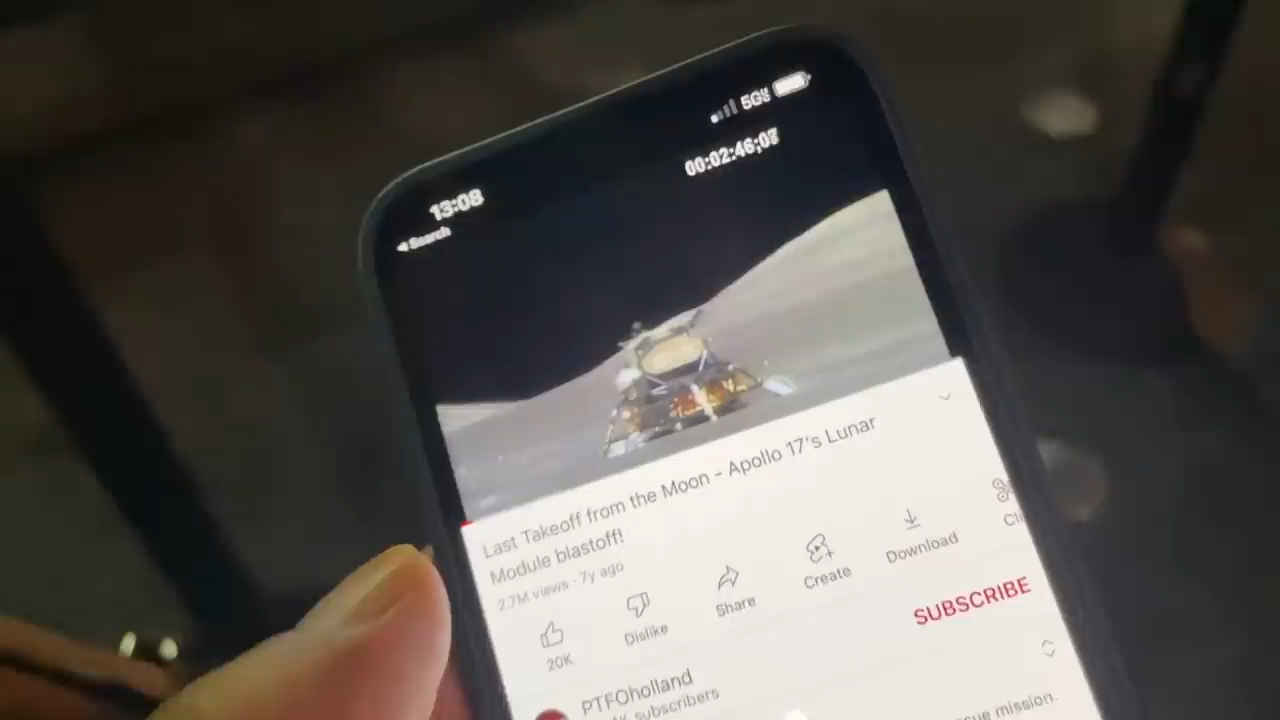 5G
00:02:46;07
13:08
◂ Search
Last Takeoff from the Moon - Apollo 17's Lunar
Module blastoff!
2.7M views · 7y ago
20K
Dislike
Share
Create
Download
SUBSCRIBE
PTFOholland
subscribers
mission.